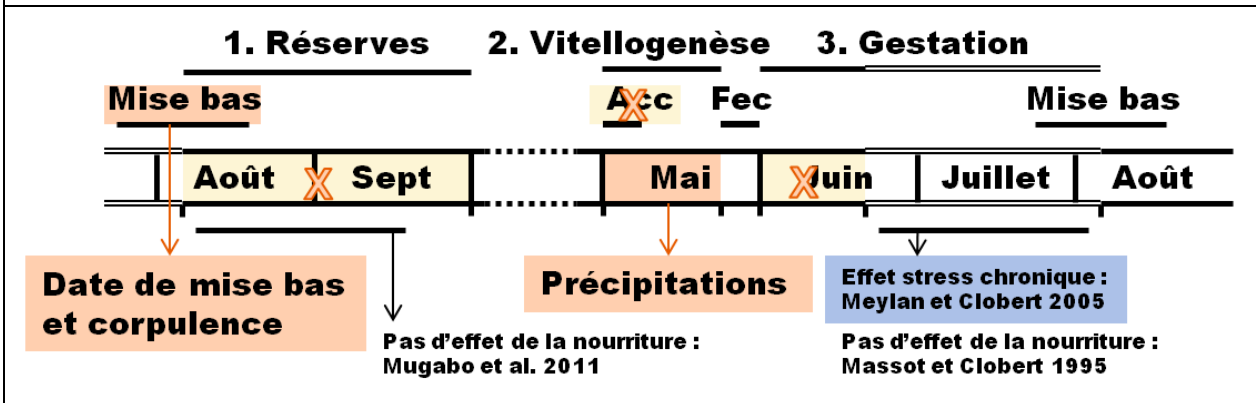 1. Réserves 2. Vitellogenèse 3. Gestation
Mise bas Acc Fec Mise bas
Août X Sept Mai X Juin Juillet Août
Date de mise bas
et corpulence
Précipitations
Effet stress chronique :
Meylan et Clobert 2005
Pas d'effet de la nourriture :
Mugabo et al. 2011
Pas d'effet de la nourriture :
Massot et Clobert 1995